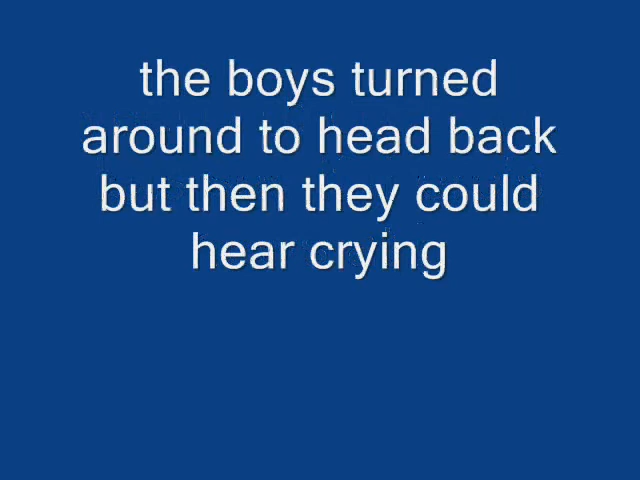 the boys turned
around to head back
but then they could
hear crying